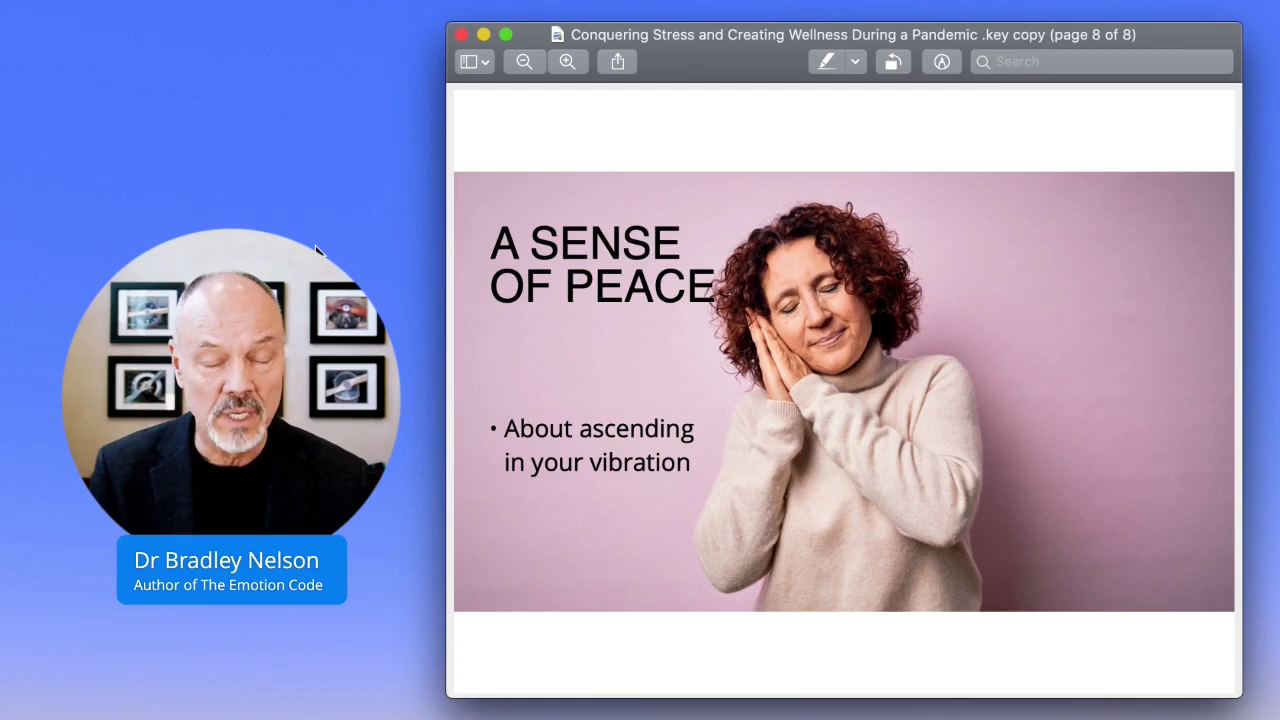 Conquering Stress and Creating Wellness During a Pandemic .key copy (page 8 of 8)
Search
A SENSE
OF PEACE
• About ascending
in your vibration
Dr Bradley Nelson
Author of The Emotion Code